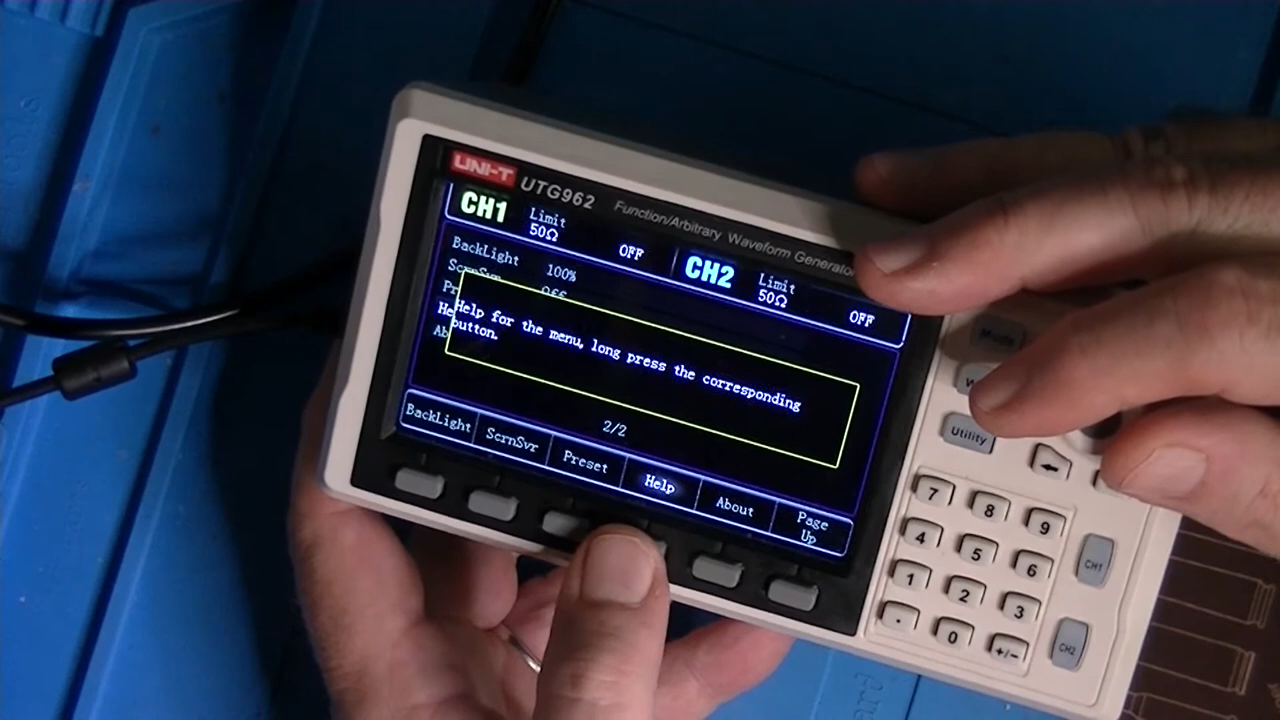 UNI-T UTG962 Function/Arbitrary Waveform Generator
CH1 Limit
50Ω OFF
CH2 Limit
50Ω OFF
BackLight 100%
ScrnSvr Off
Help for the menu, long press the corresponding
button.
2/2
BackLight ScrnSvr Preset Help About Page
Up
Mode
Utility
7 8 9
4 5 6
1 2 3
. 0 +/-
CH1
CH2